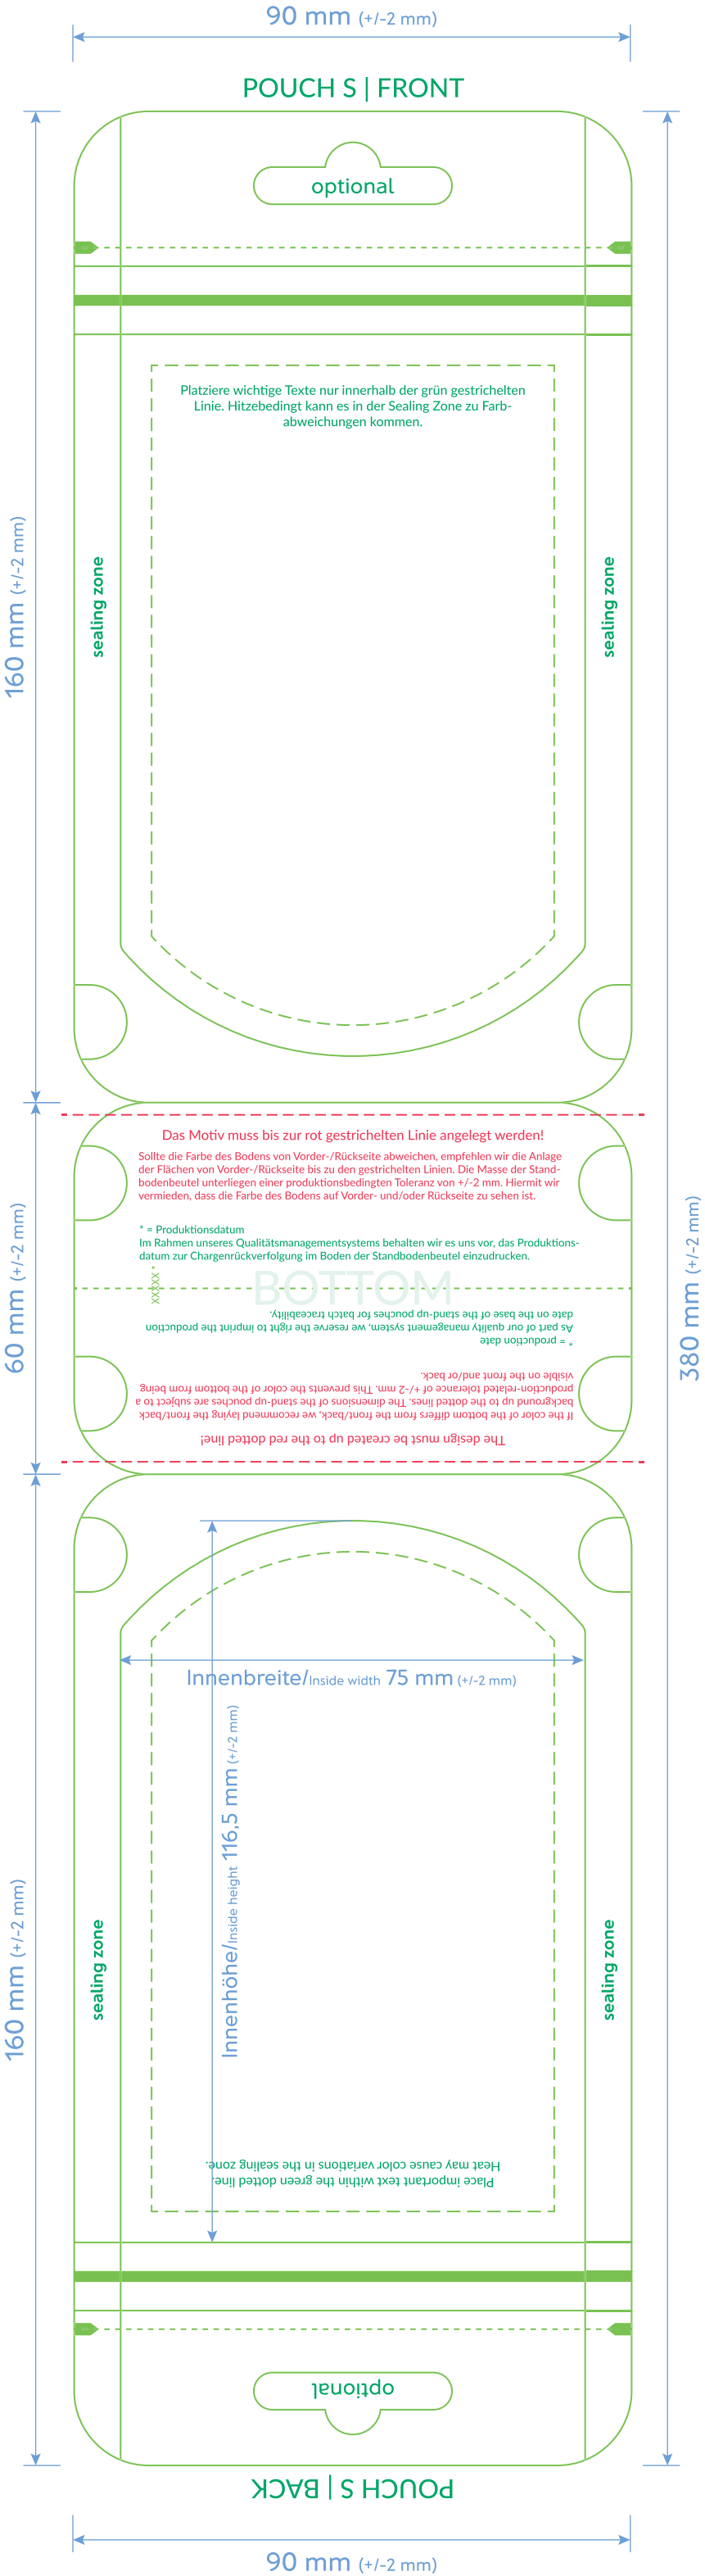 90 mm (+/-2 mm)
POUCH S | FRONT
optional
Platziere wichtige Texte nur innerhalb der grün gestrichelten
Linie. Hitzebedingt kann es in der Sealing Zone zu Farb-
abweichungen kommen.
160 mm (+/-2 mm)
sealing zone
sealing zone
Das Motiv muss bis zur rot gestrichelten Linie angelegt werden!
Sollte die Farbe des Bodens von Vorder-/Rückseite abweichen, empfehlen wir die Anlage
der Flächen von Vorder-/Rückseite bis zu den gestrichelten Linien. Die Masse der Stand-
bodenbeutel unterliegen einer produktionsbedingten Toleranz von +/-2 mm. Hiermit wir
vermieden, dass die Farbe des Bodens auf Vorder- und/oder Rückseite zu sehen ist.
* = Produktionsdatum
Im Rahmen unseres Qualitätsmanagementsystems behalten wir es uns vor, das Produktions-
datum zur Chargenrückverfolgung im Boden der Standbodenbeutel einzudrucken.
60 mm (+/-2 mm)
XXXXX *
BOTTOM
380 mm (+/-2 mm)
* = production date
As part of our quality management system, we reserve the right to imprint the production
date on the base of the stand-up pouches for batch traceability.
The design must be created up to the red dotted line!
If the color of the bottom differs from the front/back, we recommend laying the front/back
background up to the dotted lines. The dimensions of the stand-up pouches are subject to a
production-related tolerance of +/-2 mm. This prevents the color of the bottom from being
visible on the front and/or back.
Innenbreite/Inside width 75 mm (+/-2 mm)
Innenhöhe/Inside height 116,5 mm (+/-2 mm)
160 mm (+/-2 mm)
sealing zone
sealing zone
Place important text within the green dotted line.
Heat may cause color variations in the sealing zone.
optional
POUCH S | BACK
90 mm (+/-2 mm)